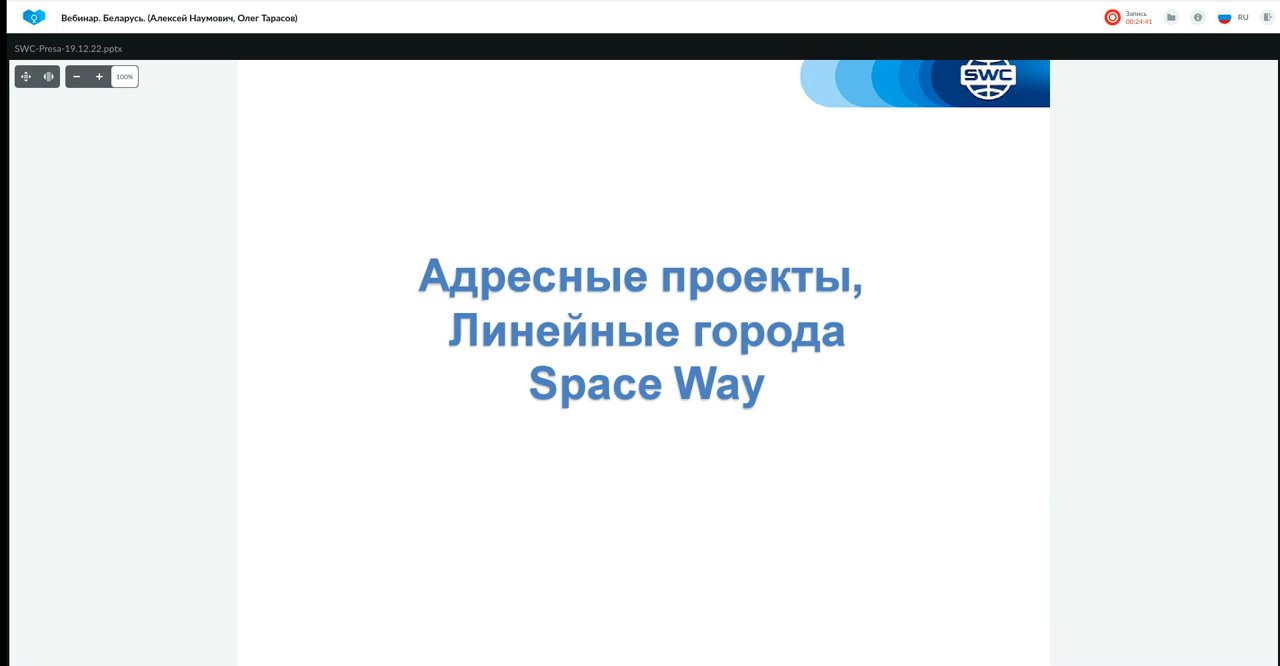 Вебинар. Беларусь. (Алексей Наумович, Олег Тарасов)
Запись
00:24:41
RU
SWC-Presa-19.12.22.pptx
100%
SWC
Адресные проекты,
Линейные города
Space Way